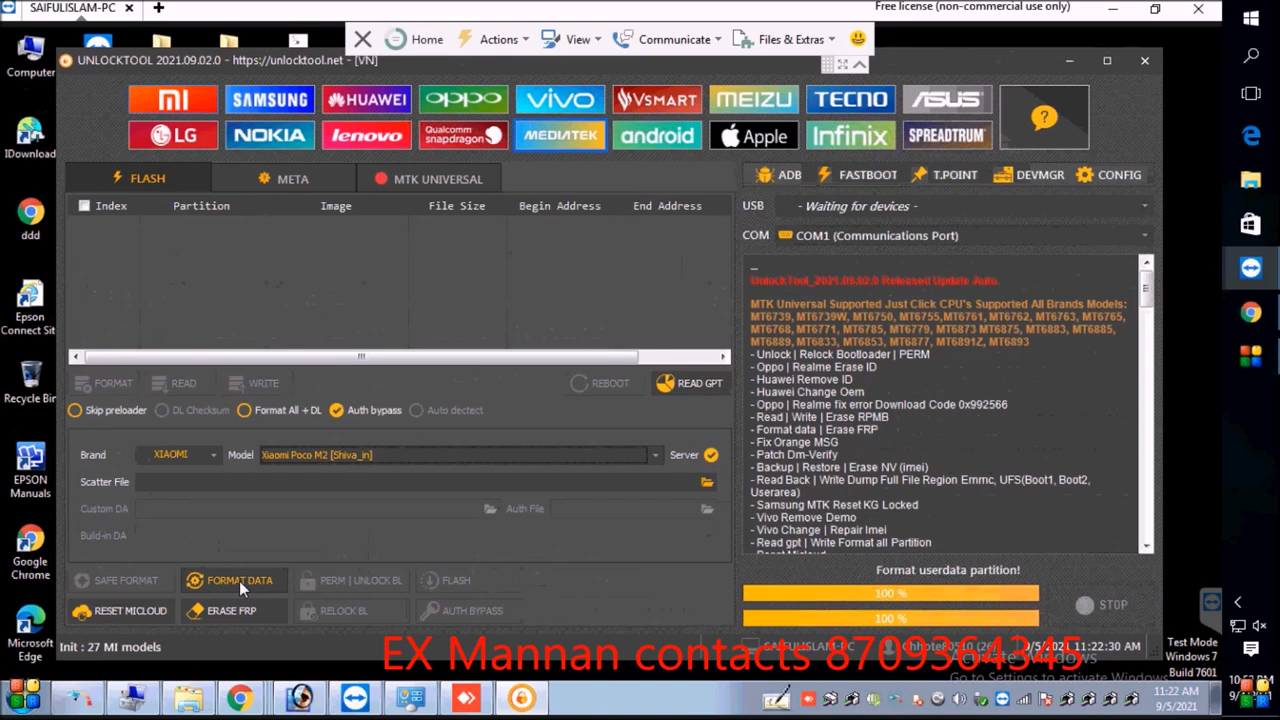 SAIFULISLAM-PC
Free license (non-commercial use only)
Home Actions View Communicate Files & Extras
UNLOCKTOOL 2021.09.02.0 - https://unlocktool.net - [VN]
MI SAMSUNG HUAWEI OPPO vivo VSMART MEIZU TECNO ASUS ?
LG NOKIA lenovo Qualcomm snapdragon MEDIATEK android Apple Infinix SPREADTRUM
FLASH META MTK UNIVERSAL
ADB FASTBOOT T.POINT DEVMGR CONFIG
Index Partition Image File Size Begin Address End Address
USB - Waiting for devices -
COM COM1 (Communications Port)
UnlockTool_2021.09.02.0 Released Update Auto.
MTK Universal Supported Just Click CPU's Supported All Brands Models:
MT6739, MT6739W, MT6750, MT6755,MT6761, MT6762, MT6763, MT6765,
MT6768, MT6771, MT6785, MT6779, MT6873 MT6875, MT6883, MT6885,
MT6889, MT6833, MT6853, MT6877, MT6891Z, MT6893
- Unlock | Relock Bootloader | PERM
- Oppo | Realme Erase ID
- Huawei Remove ID
- Huawei Change Oem
- Oppo | Realme fix error Download Code 0x992566
- Read | Write | Erase RPMB
- Format data | Erase FRP
- Fix Orange MSG
- Patch Dm-Verify
- Backup | Restore | Erase NV (imei)
- Read Back | Write Dump Full File Region Emmc, UFS(Boot1, Boot2,
Userarea)
- Samsung MTK Reset KG Locked
- Vivo Remove Demo
- Vivo Change | Repair Imei
- Read gpt | Write Format all Partition
FORMAT READ WRITE REBOOT READ GPT
Skip preloader DL Checksum Format All + DL Auth bypass Auto dectect
Brand XIAOMI Model Xiaomi Poco M2 [Shiva_in] Server
Scatter File
Custom DA Auth File
Build-in DA
SAFE FORMAT FORMAT DATA PERM | UNLOCK BL FLASH
RESET MICLOUD ERASE FRP RELOCK BL AUTH BYPASS
Format userdata partition!
100 %
100 %
STOP
Init : 27 MI models
SAIFULISLAM-PC 9/5/2021 11:22:30 AM
EX Mannan contacts 8709364345
Computer
IDownload
ddd
Epson
Connect Sit
Recycle Bin
EPSON
Manuals
Google
Chrome
Microsoft
Edge
Test Mode
Windows 7
Build 7601
11:22 AM
9/5/2021